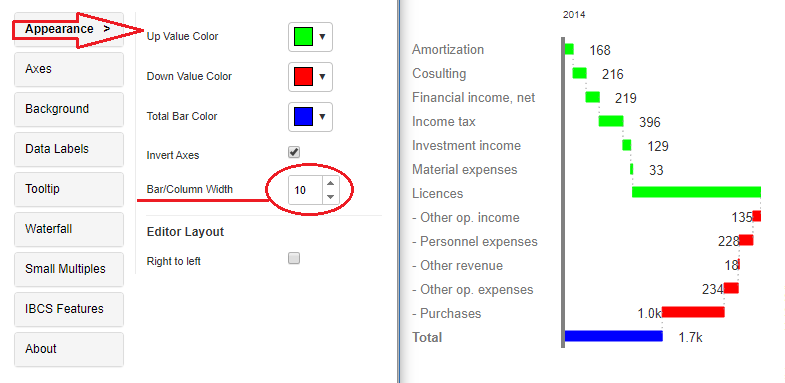 Appearance >
Axes
Background
Data Labels
Tooltip
Waterfall
Small Multiples
IBCS Features
About
Up Value Color
Down Value Color
Total Bar Color
Invert Axes
Bar/Column Width 10
Editor Layout
Right to left
2014
Amortization 168
Cosulting 216
Financial income, net 219
Income tax 396
Investment income 129
Material expenses 33
Licences
- Other op. income 135
- Personnel expenses 228
- Other revenue 18
- Other op. expenses 234
- Purchases 1.0k
Total 1.7k